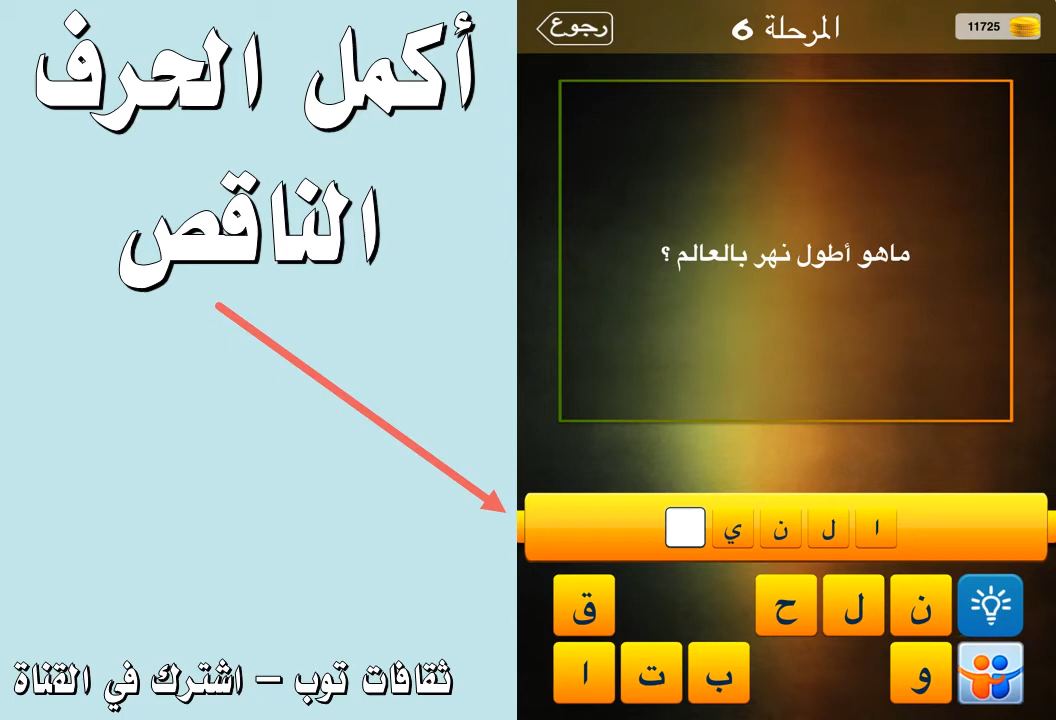 أكمل الحرف
الناقص
ثقافات توب – اشترك في القناة
رجوع
المرحلة 6
11725
ماهو أطول نهر بالعالم ؟
ا ل ن ي
ن ل ح ق
و ب ت ا